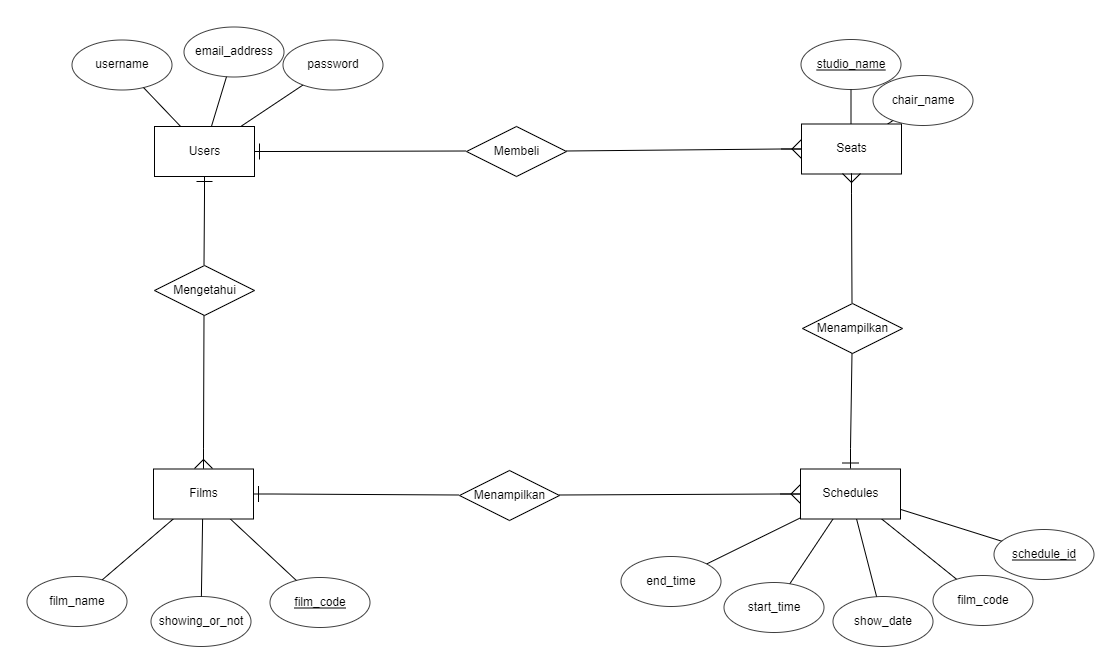 username
email_address
password
studio_name
chair_name
Users
Membeli
Seats
Mengetahui
Menampilkan
Films
Menampilkan
Schedules
film_name
showing_or_not
film_code
end_time
start_time
show_date
film_code
schedule_id